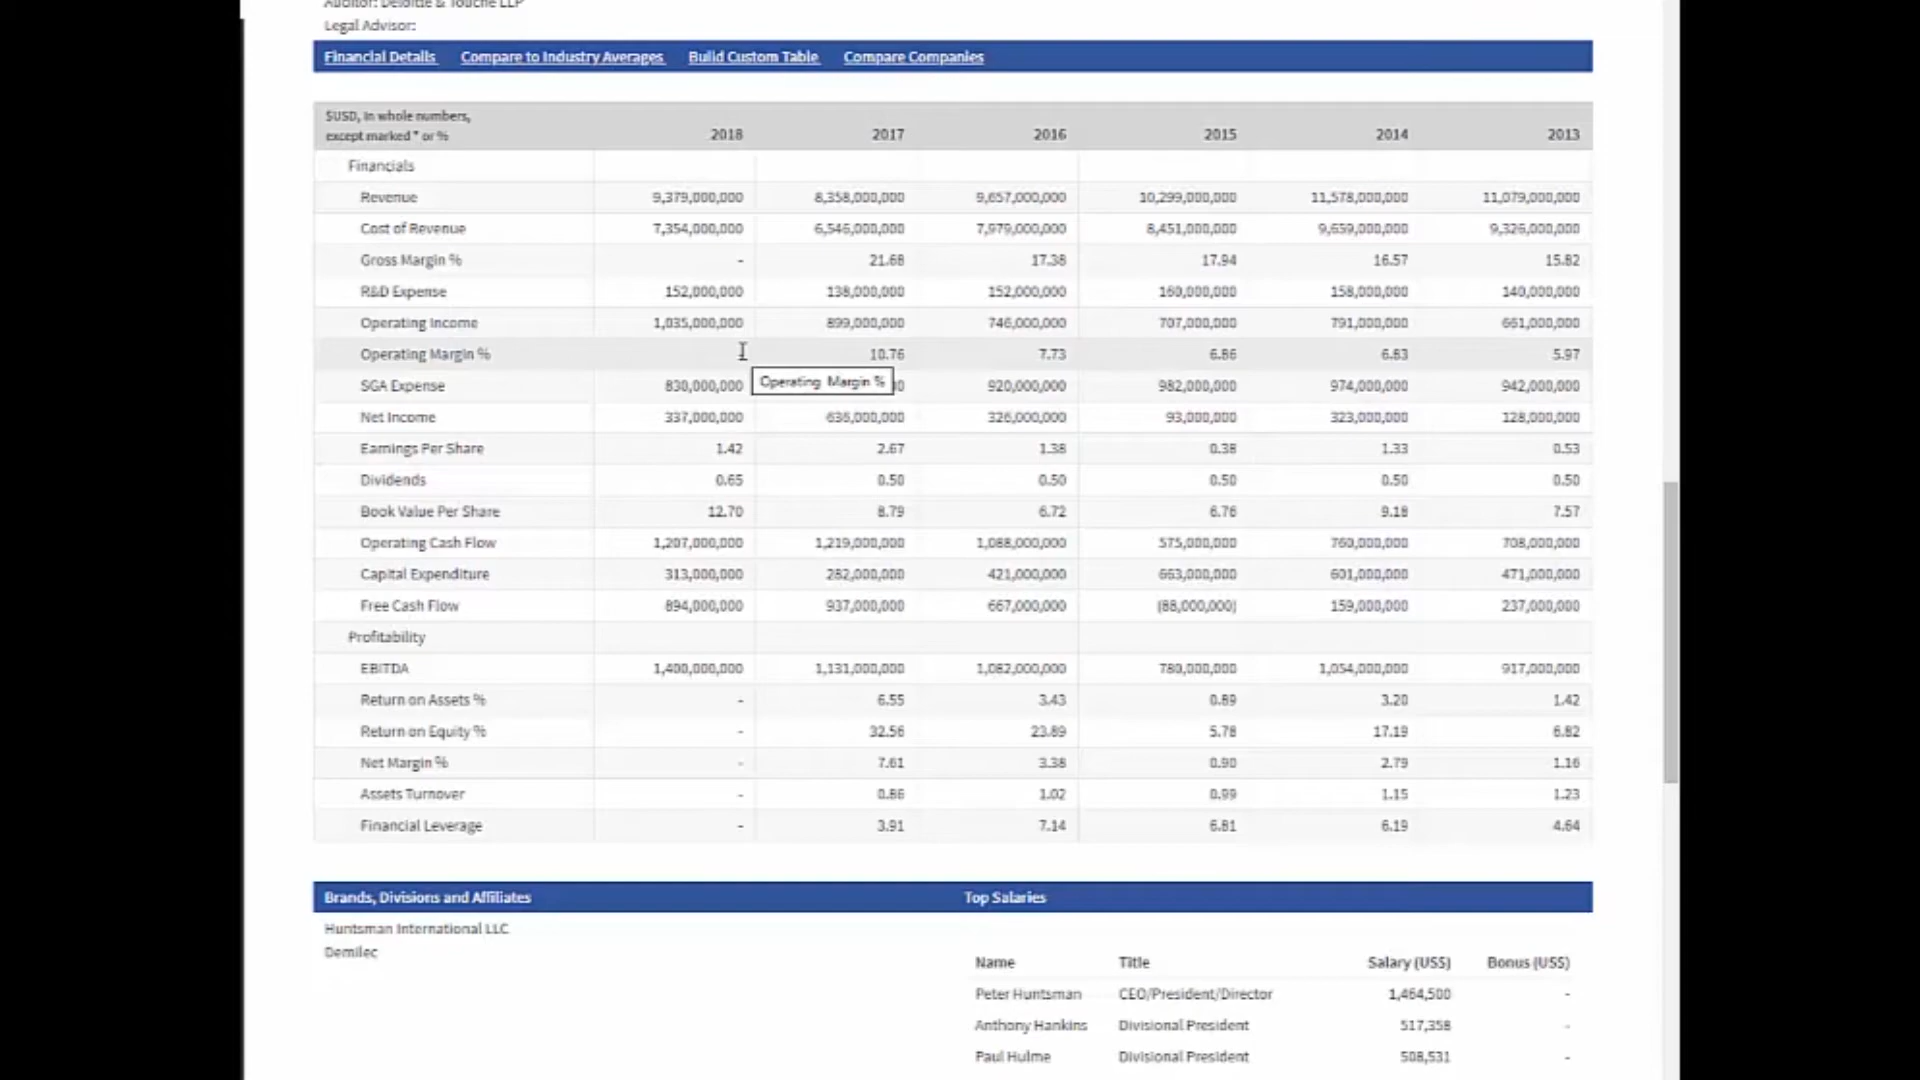 Auditor: Deloitte & Touche LLP
Legal Advisor:
Financial Details Compare to Industry Averages Build Custom Table Compare Companies
$USD, in whole numbers,
except marked * or % 2018 2017 2016 2015 2014 2013
Financials
Revenue 9,379,000,000 8,358,000,000 9,657,000,000 10,299,000,000 11,578,000,000 11,079,000,000
Cost of Revenue 7,354,000,000 6,546,000,000 7,979,000,000 8,451,000,000 9,659,000,000 9,326,000,000
Gross Margin % - 21.68 17.38 17.94 16.57 15.82
R&D Expense 152,000,000 138,000,000 152,000,000 160,000,000 158,000,000 140,000,000
Operating Income 1,035,000,000 899,000,000 746,000,000 707,000,000 791,000,000 661,000,000
Operating Margin % 10.76 7.73 6.86 6.83 5.97
Operating Margin %
SGA Expense 830,000,000 920,000,000 982,000,000 974,000,000 942,000,000
Net Income 337,000,000 636,000,000 326,000,000 93,000,000 323,000,000 128,000,000
Earnings Per Share 1.42 2.67 1.38 0.38 1.33 0.53
Dividends 0.65 0.50 0.50 0.50 0.50 0.50
Book Value Per Share 12.70 8.79 6.72 6.76 9.18 7.57
Operating Cash Flow 1,207,000,000 1,219,000,000 1,088,000,000 575,000,000 760,000,000 708,000,000
Capital Expenditure 313,000,000 282,000,000 421,000,000 663,000,000 601,000,000 471,000,000
Free Cash Flow 894,000,000 937,000,000 667,000,000 (88,000,000) 159,000,000 237,000,000
Profitability
EBITDA 1,400,000,000 1,131,000,000 1,082,000,000 780,000,000 1,054,000,000 917,000,000
Return on Assets % - 6.55 3.43 0.89 3.20 1.42
Return on Equity % - 32.56 23.89 5.78 17.19 6.82
Net Margin % - 7.61 3.38 0.90 2.79 1.16
Assets Turnover - 0.86 1.02 0.99 1.15 1.23
Financial Leverage - 3.91 7.14 6.81 6.19 4.64
Brands, Divisions and Affiliates Top Salaries
Huntsman International LLC
Demilec
Name Title Salary (US$) Bonus (US$)
Peter Huntsman CEO/President/Director 1,464,500 -
Anthony Hankins Divisional President 517,358 -
Paul Hulme Divisional President 508,531 -